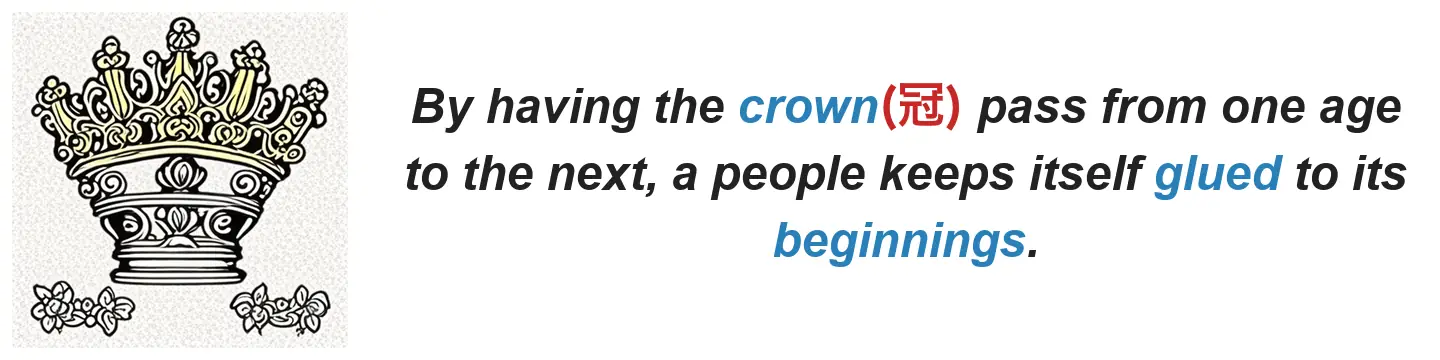 By having the crown(冠) pass from one age
to the next, a people keeps itself glued to its
beginnings.